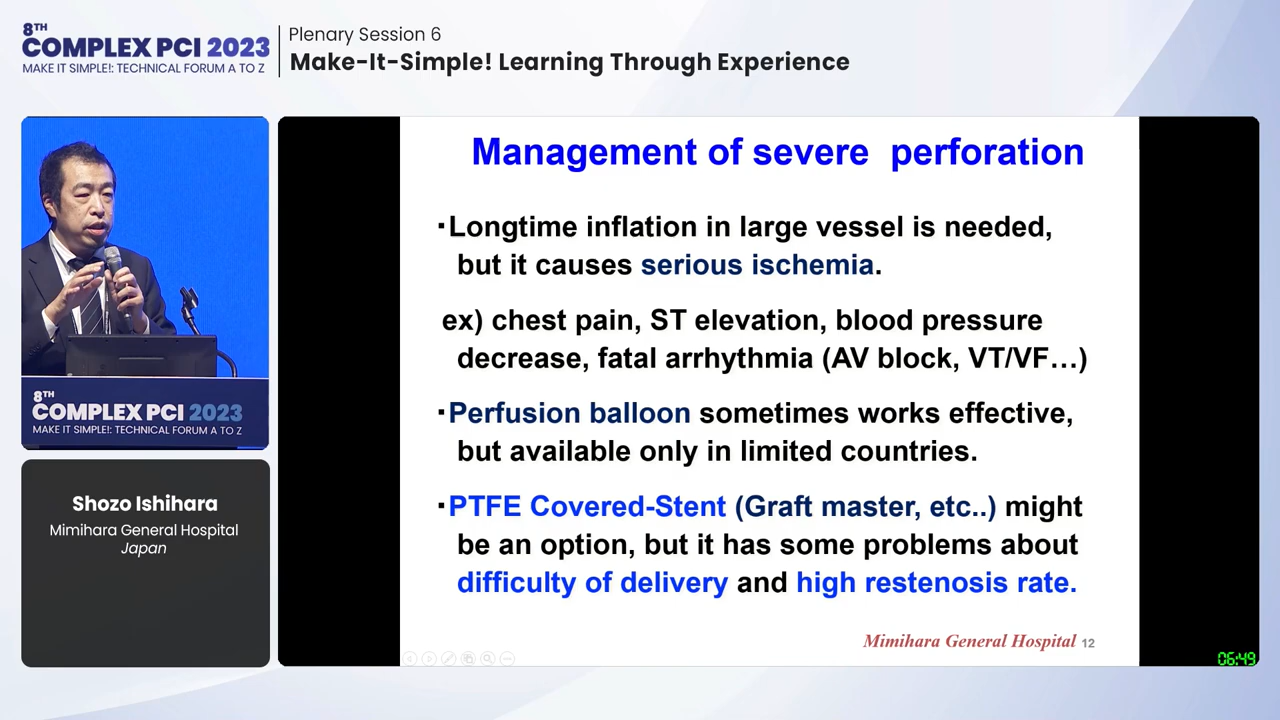 8TH
COMPLEX PCI 2023
MAKE IT SIMPLE!: TECHNICAL FORUM A TO Z
Plenary Session 6
Make-It-Simple! Learning Through Experience
8TH
COMPLEX PCI 2023
MAKE IT SIMPLE!: TECHNICAL FORUM A TO Z
Shozo Ishihara
Mimihara General Hospital
Japan
Management of severe perforation
･Longtime inflation in large vessel is needed,
but it causes serious ischemia.
ex) chest pain, ST elevation, blood pressure
decrease, fatal arrhythmia (AV block, VT/VF…)
･Perfusion balloon sometimes works effective,
but available only in limited countries.
･PTFE Covered-Stent (Graft master, etc..) might
be an option, but it has some problems about
difficulty of delivery and high restenosis rate.
Mimihara General Hospital 12
06:49